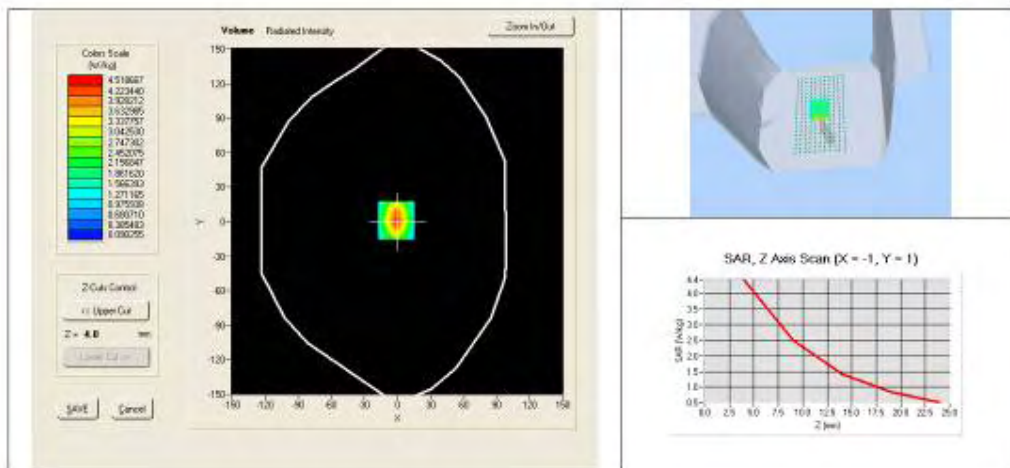 Volume Radiated Intensity
Zoom In/Out
Colors Scale
(W/kg)
4.518667
4.223440
3.928212
3.632985
3.337757
3.042530
2.747302
2.452075
2.156847
1.861620
1.566393
1.271165
0.975938
0.680710
0.385483
0.090255
Z-Cuts Control
Upper Cut
Z = 4.0 mm
SAVE
Cancel
Y
150
120
90
60
30
0
-30
-60
-90
-120
-150
-150 -120 -90 -60 -30 0 30 60 90 120 150
X
SAR, Z Axis Scan (X = -1, Y = 1)
SAR (W/kg)
4.4
3.5
3.0
2.5
2.0
1.5
1.0
0.5
0.0 2.5 5.0 7.5 10.0 12.5 15.0 17.5 20.0 22.5 25.0
Z (mm)